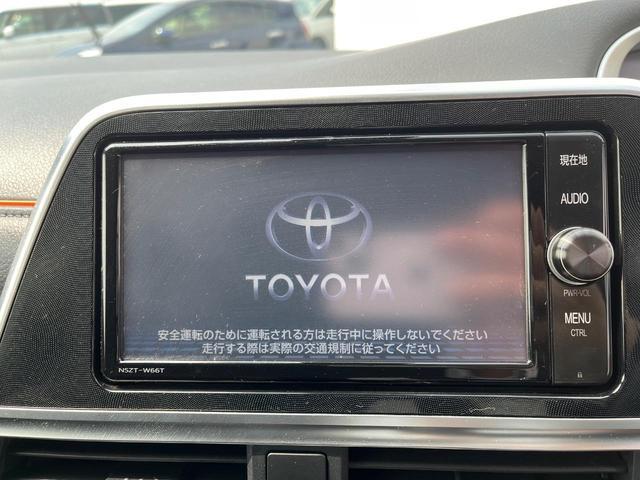 現在地
AUDIO
TOYOTA
PWR・VOL
MENU
CTRL
安全運転のために運転される方は走行中に操作しないでください
走行する際は実際の交通規制に従ってください
NSZT-W66T